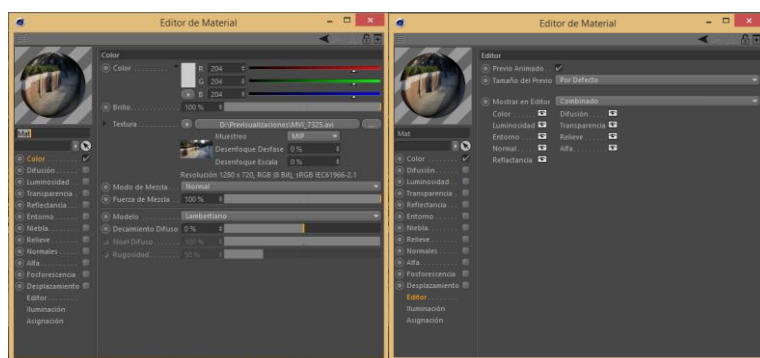 Editor de Material
Color
Color
R 204
G 204
B 204
Brillo 100 %
Textura D:\Previsualizaciones\MVI_7325.avi ...
Muestreo MIP
Desenfoque Desfase 0 %
Desenfoque Escala 0 %
Resolución 1280 x 720, RGB (8 Bit), sRGB IEC61966-2.1
Modo de Mezcla Normal
Fuerza de Mezcla 100 %
Modelo Lambertiano
Decaimiento Difuso 0 %
Nivel Difuso 100 %
Rugosidad 50 %
Mat
Color
Difusión
Luminosidad
Transparencia
Reflectancia
Entorno
Niebla
Relieve
Normales
Alfa
Fosforescencia
Desplazamiento
Editor
Iluminación
Asignación
Editor de Material
Editor
Previo Animado
Tamaño del Previo Por Defecto
Mostrar en Editor Combinado
Color Difusión
Luminosidad Transparencia
Entorno Relieve
Normal Alfa
Reflactancia
Mat
Color
Difusión
Luminosidad
Transparencia
Reflectancia
Entorno
Niebla
Relieve
Normales
Alfa
Fosforescencia
Desplazamiento
Editor
Iluminación
Asignación